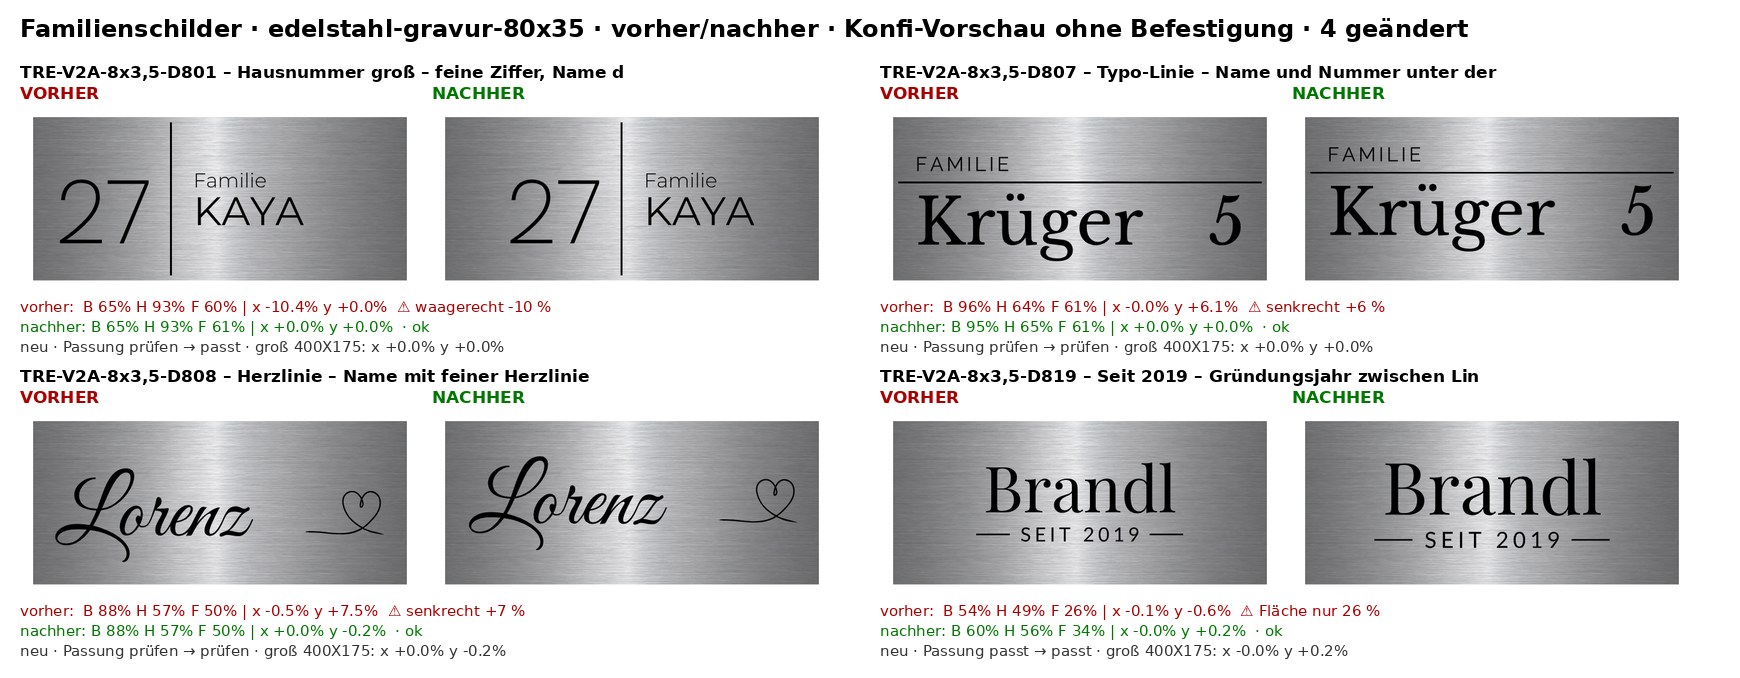 Familienschilder · edelstahl-gravur-80x35 · vorher/nachher · Konfi-Vorschau ohne Befestigung · 4 geändert
TRE-V2A-8x3,5-D801 – Hausnummer groß – feine Ziffer, Name d
VORHER NACHHER
27
Familie
KAYA
27
Familie
KAYA
vorher: B 65% H 93% F 60% | x -10.4% y +0.0% ⚠ waagerecht -10 %
nachher: B 65% H 93% F 61% | x +0.0% y +0.0% · ok
neu · Passung prüfen → passt · groß 400X175: x +0.0% y +0.0%
TRE-V2A-8x3,5-D807 – Typo-Linie – Name und Nummer unter der
VORHER NACHHER
FAMILIE
Krüger 5
FAMILIE
Krüger 5
vorher: B 96% H 64% F 61% | x -0.0% y +6.1% ⚠ senkrecht +6 %
nachher: B 95% H 65% F 61% | x +0.0% y +0.0% · ok
neu · Passung prüfen → prüfen · groß 400X175: x +0.0% y +0.0%
TRE-V2A-8x3,5-D808 – Herzlinie – Name mit feiner Herzlinie
VORHER NACHHER
Lorenz
Lorenz
vorher: B 88% H 57% F 50% | x -0.5% y +7.5% ⚠ senkrecht +7 %
nachher: B 88% H 57% F 50% | x +0.0% y -0.2% · ok
neu · Passung prüfen → prüfen · groß 400X175: x +0.0% y -0.2%
TRE-V2A-8x3,5-D819 – Seit 2019 – Gründungsjahr zwischen Lin
VORHER NACHHER
Brandl
SEIT 2019
Brandl
SEIT 2019
vorher: B 54% H 49% F 26% | x -0.1% y -0.6% ⚠ Fläche nur 26 %
nachher: B 60% H 56% F 34% | x -0.0% y +0.2% · ok
neu · Passung passt → passt · groß 400X175: x -0.0% y +0.2%